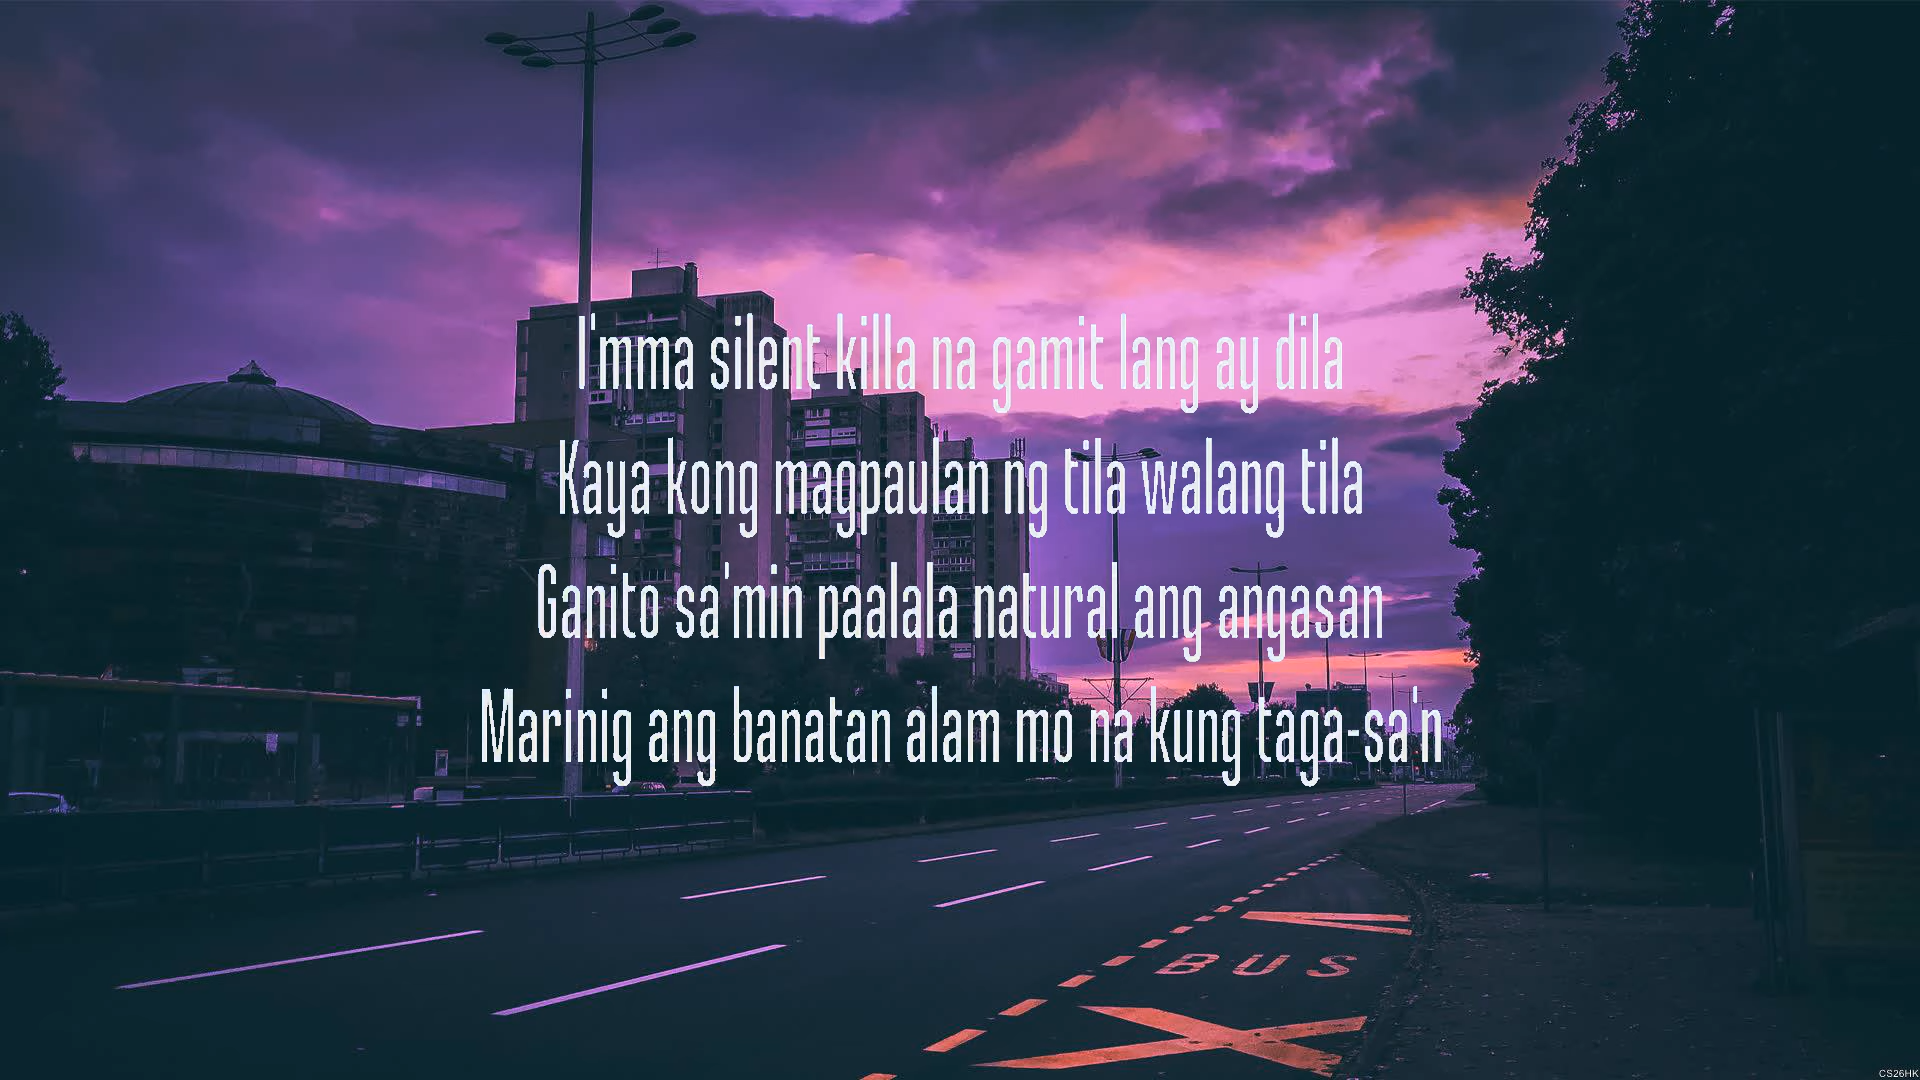 I'mma silent killa na gamit lang ay dila
Kaya kong magpaulan ng tila walang tila
Ganito sa'min paalala natural ang angasan
Marinig ang banatan alam mo na kung taga-sa'n
BUS
CS26HK